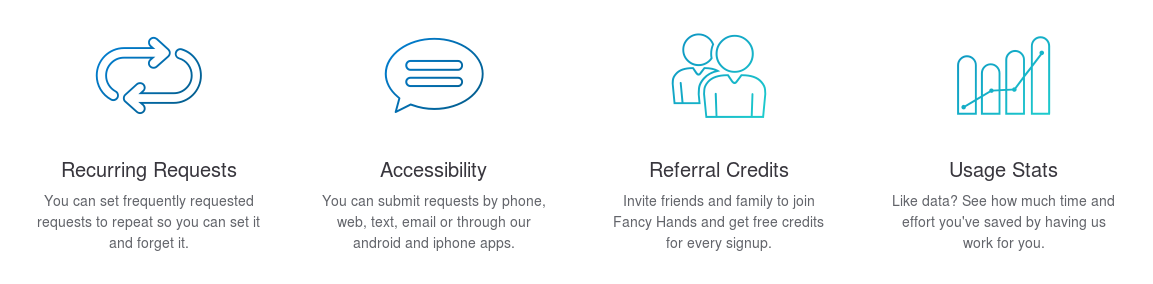 Recurring Requests
You can set frequently requested
requests to repeat so you can set it
and forget it.
Accessibility
You can submit requests by phone,
web, text, email or through our
android and iphone apps.
Referral Credits
Invite friends and family to join
Fancy Hands and get free credits
for every signup.
Usage Stats
Like data? See how much time and
effort you've saved by having us
work for you.